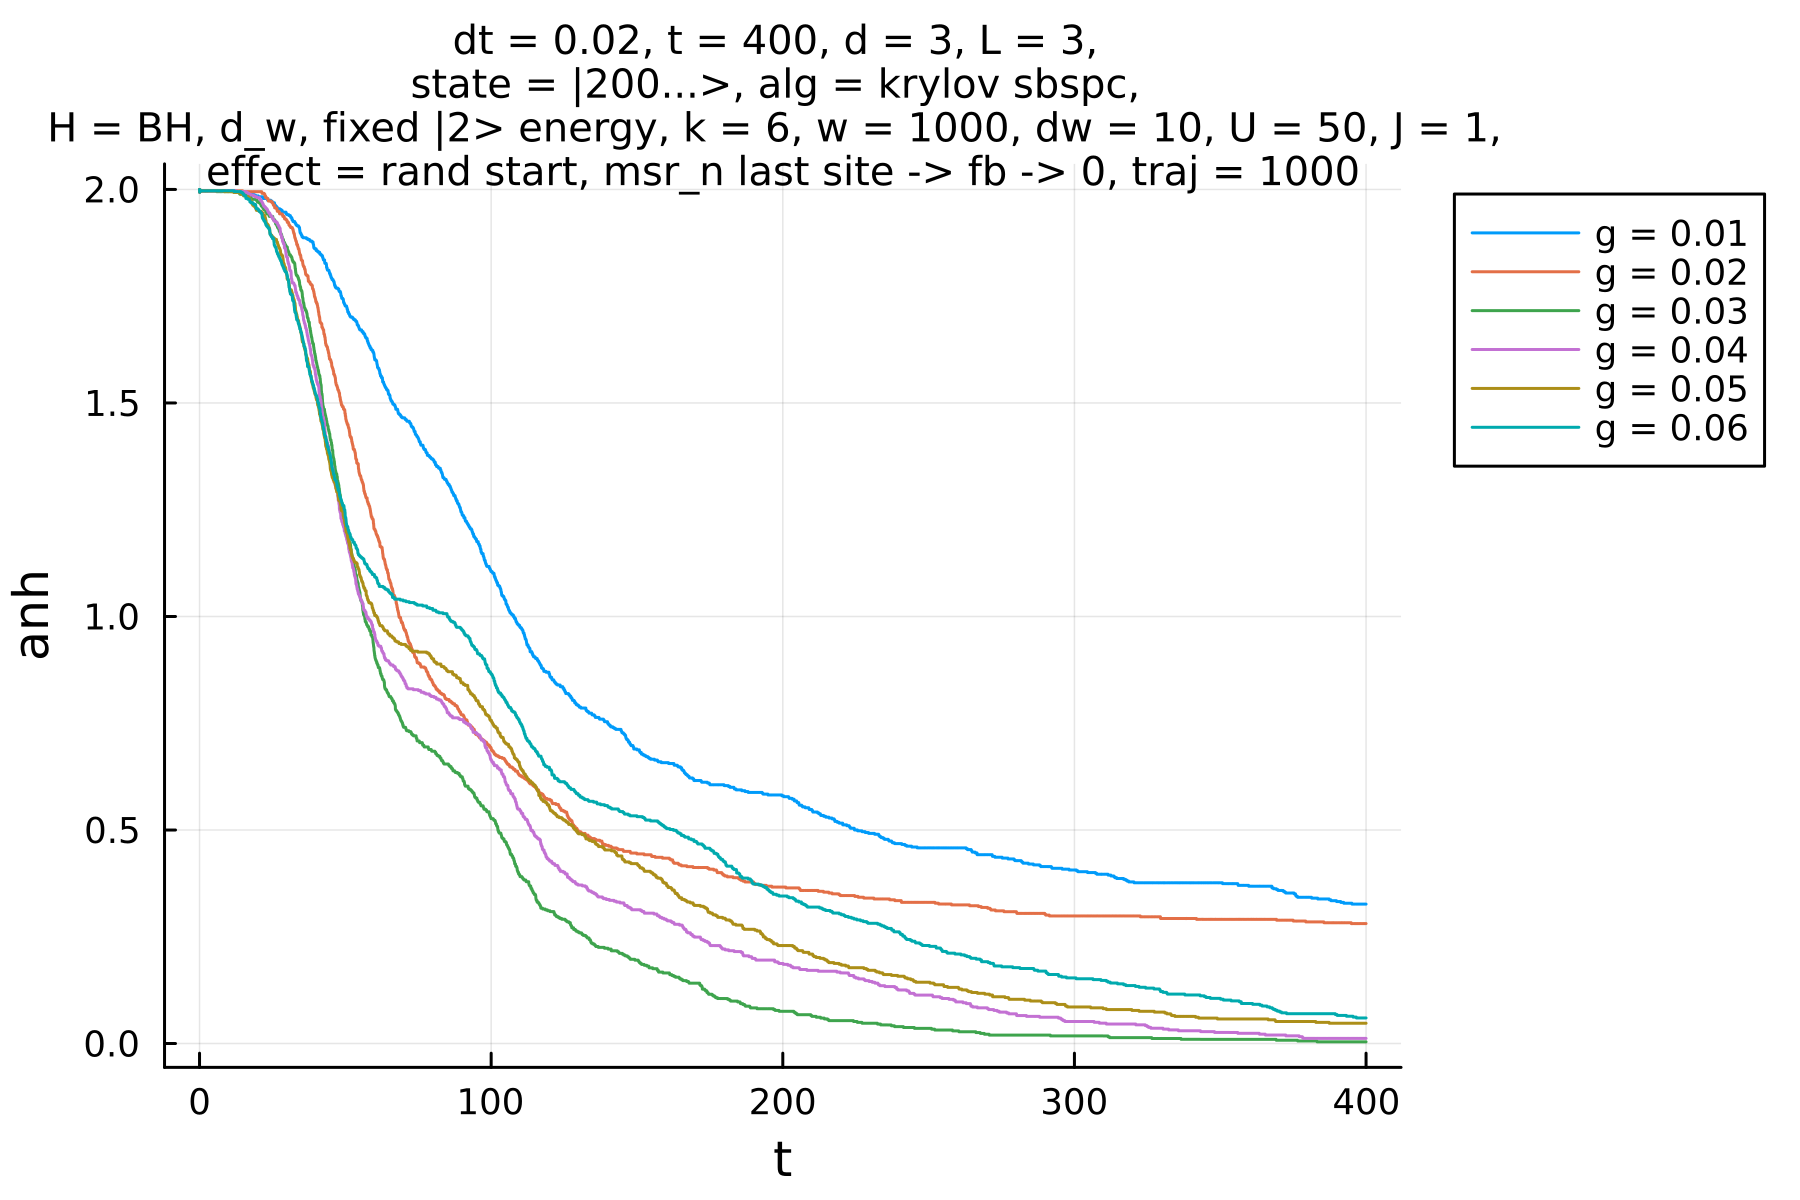 dt = 0.02, t = 400, d = 3, L = 3,
state = |200...>, alg = krylov sbspc,
H = BH, d_w, fixed |2> energy, k = 6, w = 1000, dw = 10, U = 50, J = 1,
effect = rand start, msr_n last site -> fb -> 0, traj = 1000
2.0
1.5
1.0
0.5
0.0
anh
0 100 200 300 400
t
g = 0.01
g = 0.02
g = 0.03
g = 0.04
g = 0.05
g = 0.06